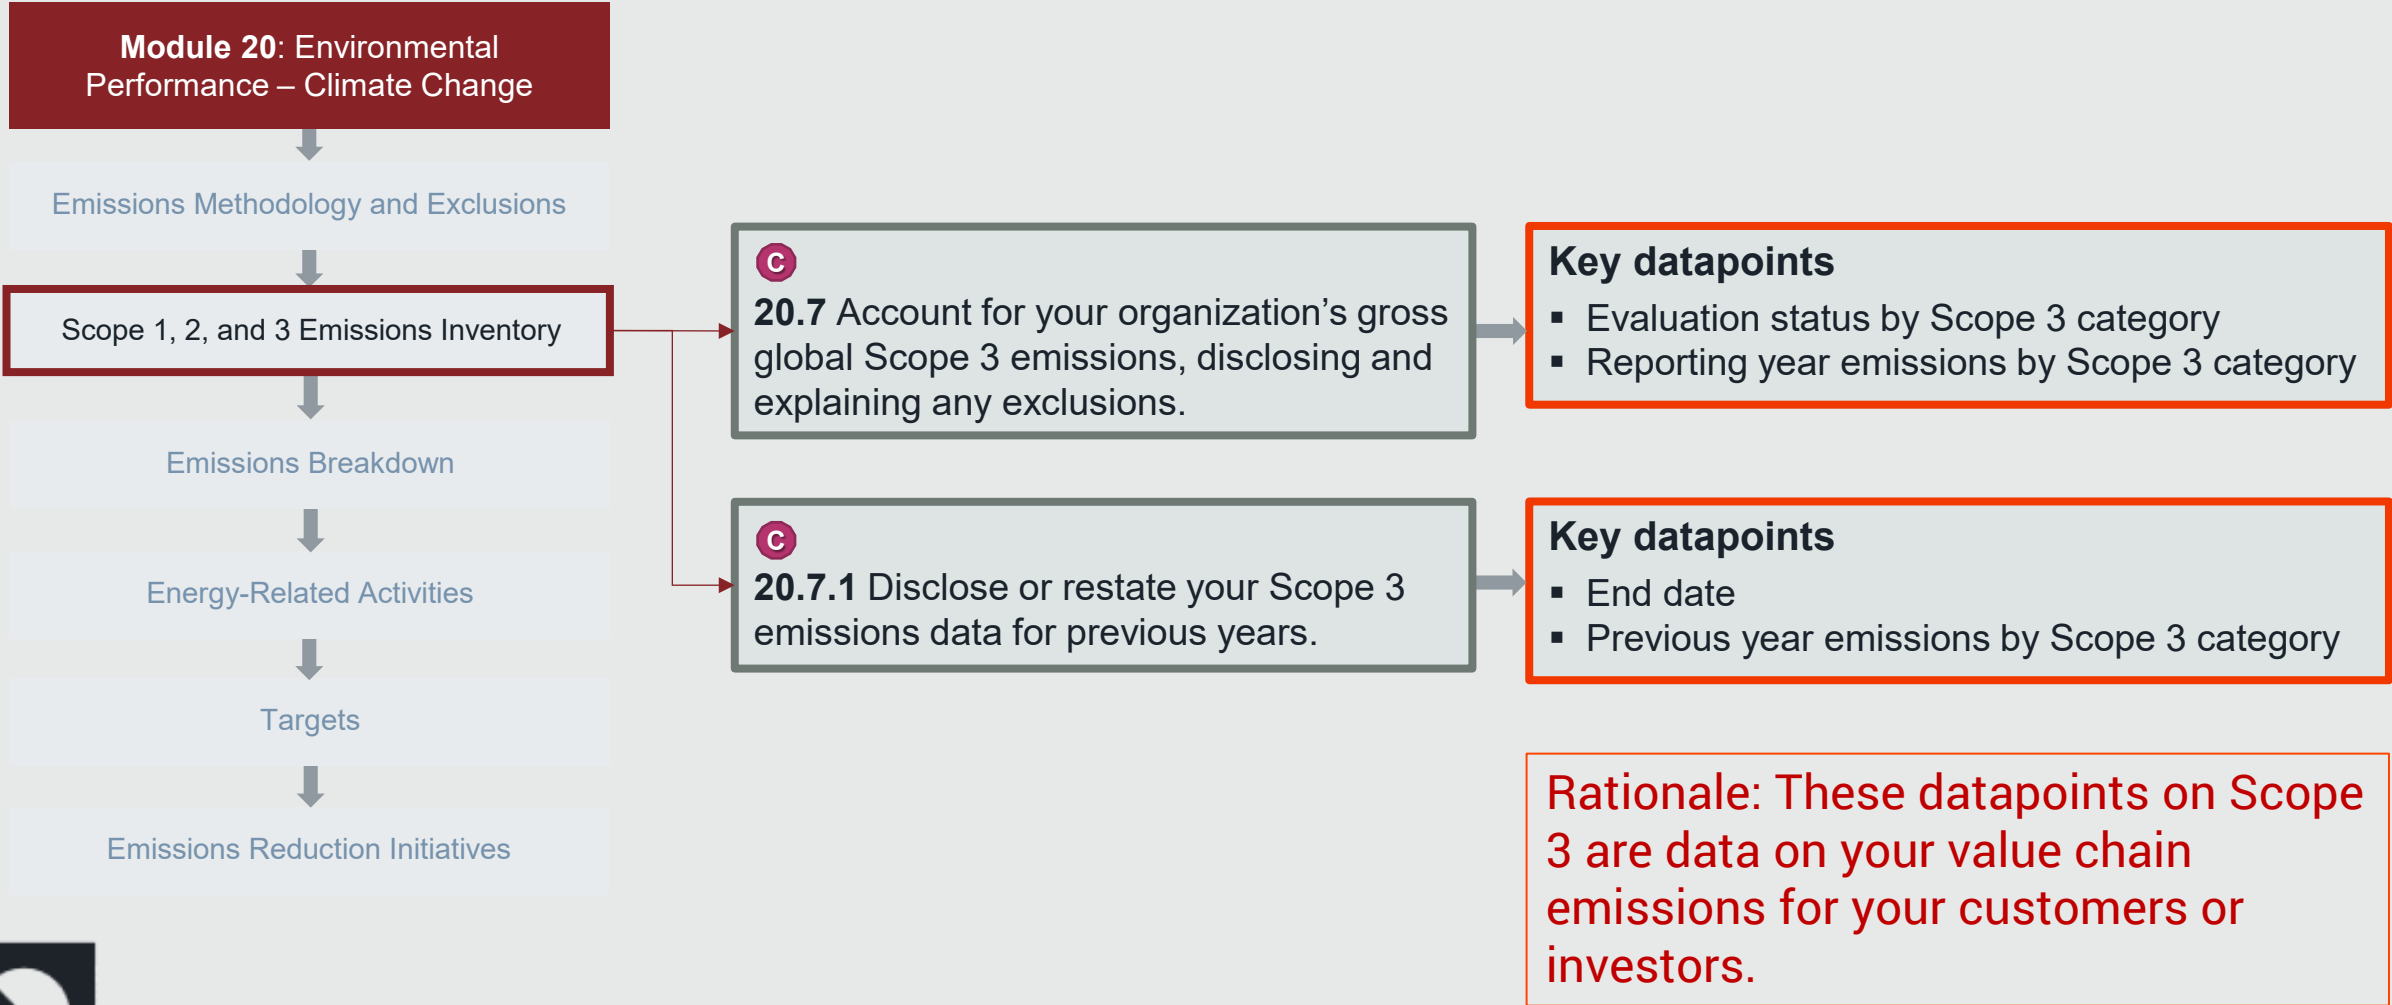 Module 20: Environmental
Performance – Climate Change
Emissions Methodology and Exclusions
Scope 1, 2, and 3 Emissions Inventory
Emissions Breakdown
Energy-Related Activities
Targets
Emissions Reduction Initiatives
C
20.7 Account for your organization’s gross
global Scope 3 emissions, disclosing and
explaining any exclusions.
Key datapoints
▪ Evaluation status by Scope 3 category
▪ Reporting year emissions by Scope 3 category
C
20.7.1 Disclose or restate your Scope 3
emissions data for previous years.
Key datapoints
▪ End date
▪ Previous year emissions by Scope 3 category
Rationale: These datapoints on Scope
3 are data on your value chain
emissions for your customers or
investors.